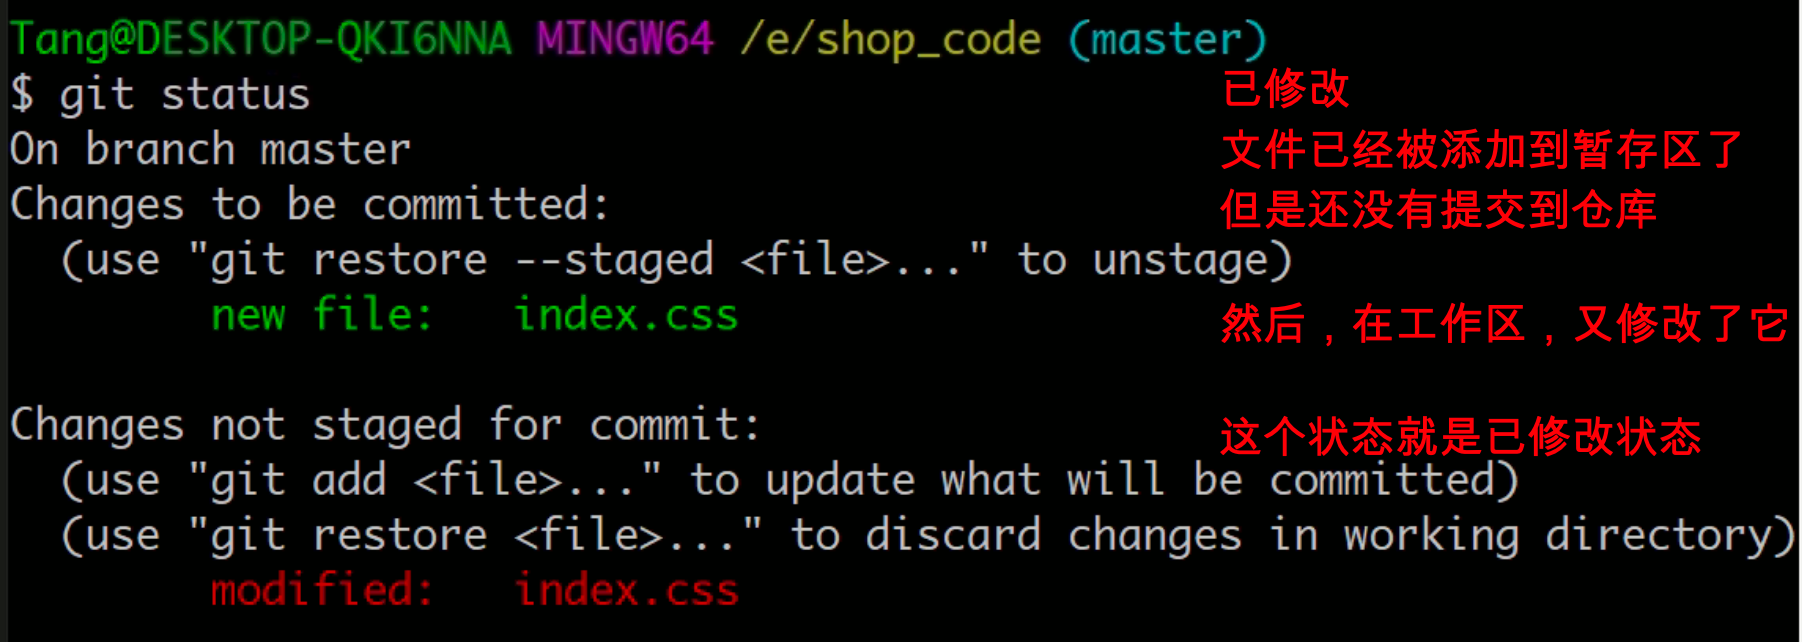 Tang@DESKTOP-QKI6NNA MINGW64 /e/shop_code (master)
$ git status
已修改
On branch master
文件已经被添加到暂存区了
Changes to be committed:
但是还没有提交到仓库
(use "git restore --staged <file>..." to unstage)
new file:   index.css
然后，在工作区，又修改了它
Changes not staged for commit:
这个状态就是已修改状态
(use "git add <file>..." to update what will be committed)
(use "git restore <file>..." to discard changes in working directory)
modified:   index.css